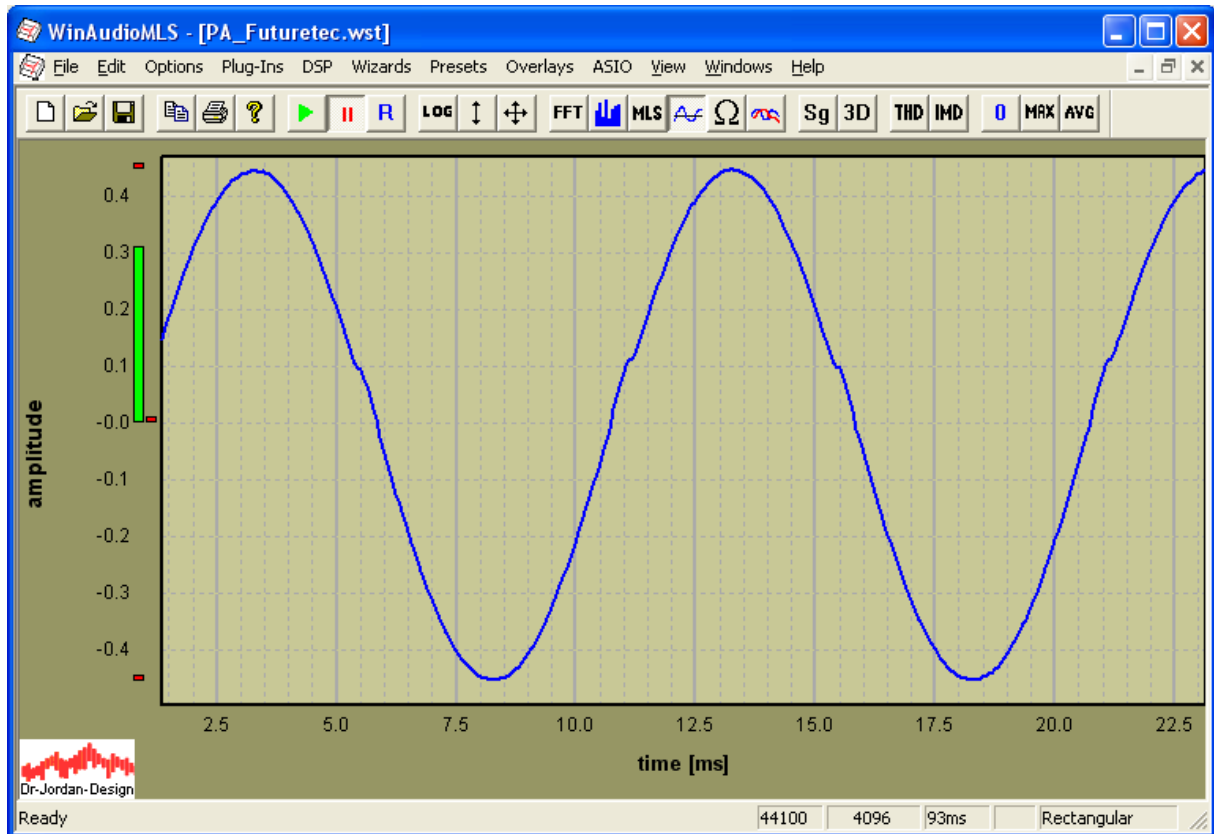 WinAudioMLS - [PA_Futuretec.wst]
File Edit Options Plug-Ins DSP Wizards Presets Overlays ASIO View Windows Help
R LOG FFT MLS Ω Sg 3D THD IMD 0 MAX AVG
0.4
0.3
0.2
0.1
-0.0
-0.1
-0.2
-0.3
-0.4
amplitude
2.5 5.0 7.5 10.0 12.5 15.0 17.5 20.0 22.5
time [ms]
Dr-Jordan-Design
Ready 44100 4096 93ms Rectangular